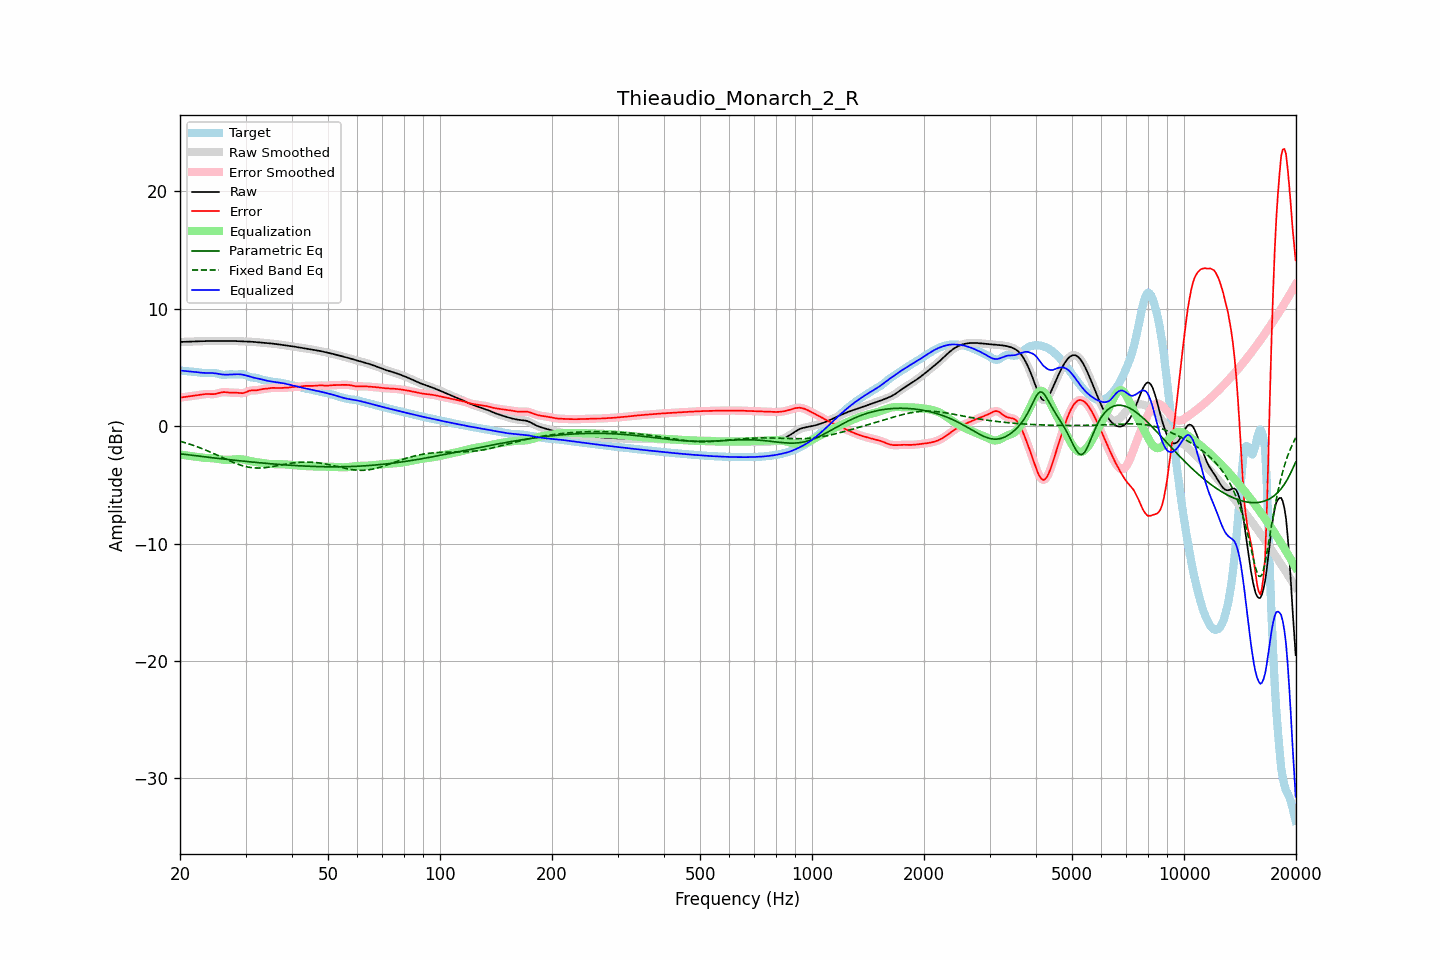 Thieaudio_Monarch_2_R
Target
Raw Smoothed
Error Smoothed
Raw
Error
Equalization
Parametric Eq
Fixed Band Eq
Equalized
20
10
0
−10
−20
−30
Amplitude (dBr)
20
50
100
200
500
1000
2000
5000
10000
20000
Frequency (Hz)